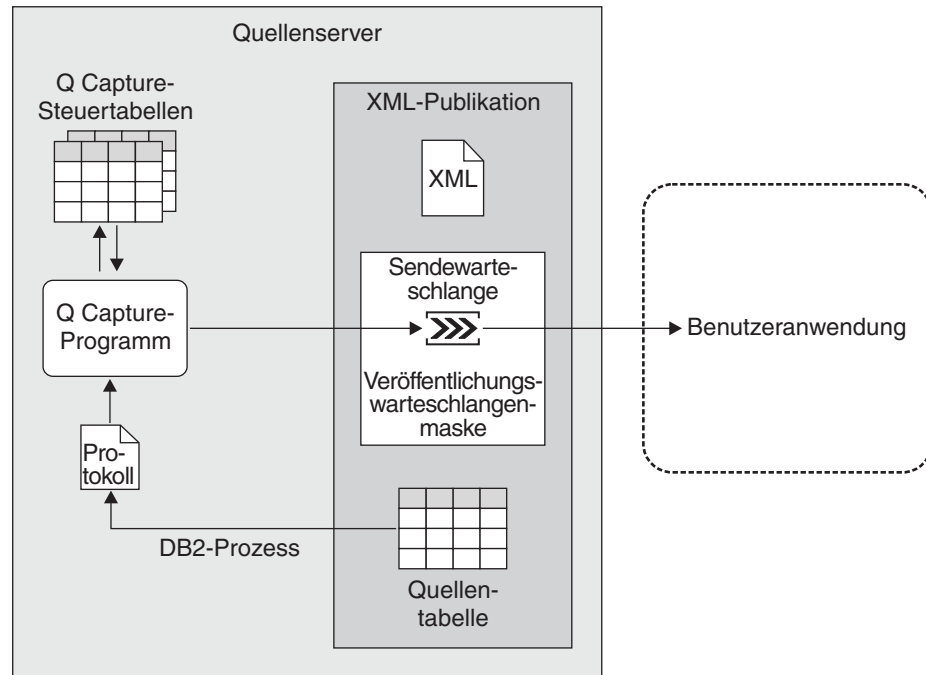 Quellenserver
Q Capture-
Steuertabellen
XML-Publikation
XML
Sendewarte-
schlange
Q Capture-
Programm
Benutzeranwendung
Veröffentlichungs-
warteschlangen-
maske
Pro-
tokoll
DB2-Prozess
Quellen-
tabelle